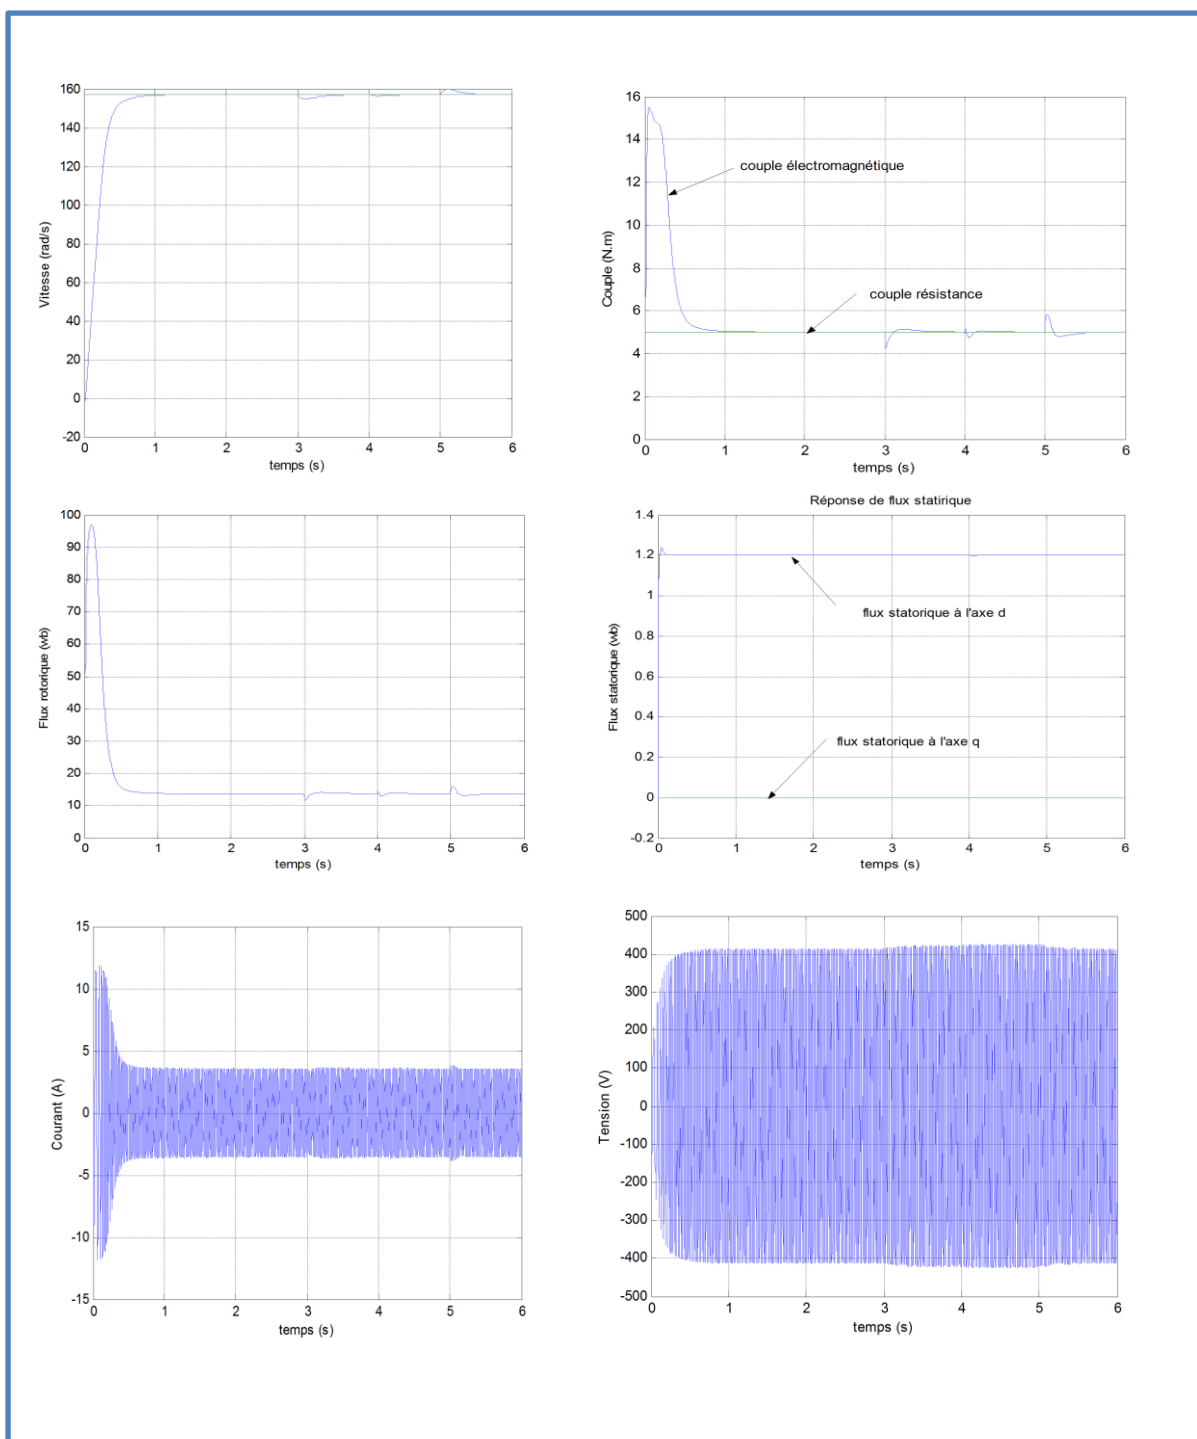 160
140
120
100
80
60
40
20
0
-20
Vitesse (rad/s)
0 1 2 3 4 5 6
temps (s)
16
14
12
10
8
6
4
2
0
Couple (N.m)
couple électromagnétique
couple résistance
0 1 2 3 4 5 6
temps (s)
100
90
80
70
60
50
40
30
20
10
0
Flux rotorique (wb)
0 1 2 3 4 5 6
temps (s)
Réponse de flux statirique
1.4
1.2
1
0.8
0.6
0.4
0.2
0
-0.2
Flux statorique (wb)
flux statorique à l'axe d
flux statorique à l'axe q
0 1 2 3 4 5 6
temps (s)
15
10
5
0
-5
-10
-15
Courant (A)
0 1 2 3 4 5 6
temps (s)
500
400
300
200
100
0
-100
-200
-300
-400
-500
Tension (V)
0 1 2 3 4 5 6
temps (s)